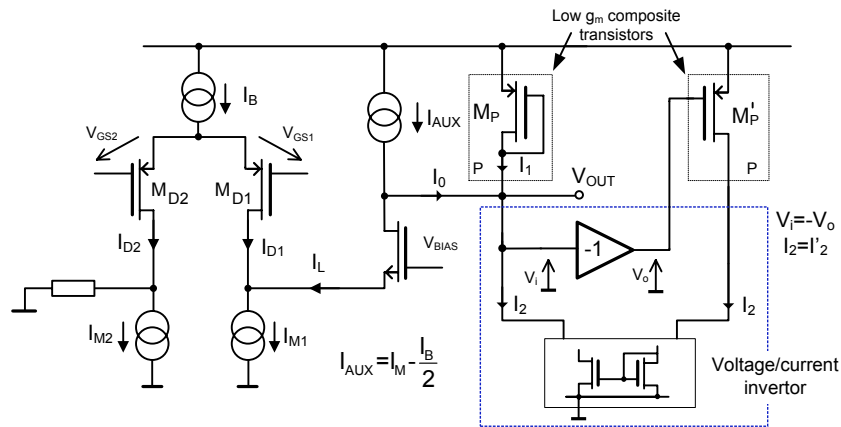 Low gm composite
transistors
IB
IAUX
MP
M'P
P
I1
P
VGS2
VGS1
MD2
MD1
I0
VOUT
VBIAS
ID2
ID1
IL
-1
Vi
Vo
Vi=-Vo
I2=I'2
I2
I2
IM2
IM1
IAUX=IM-IB/2
Voltage/current
invertor